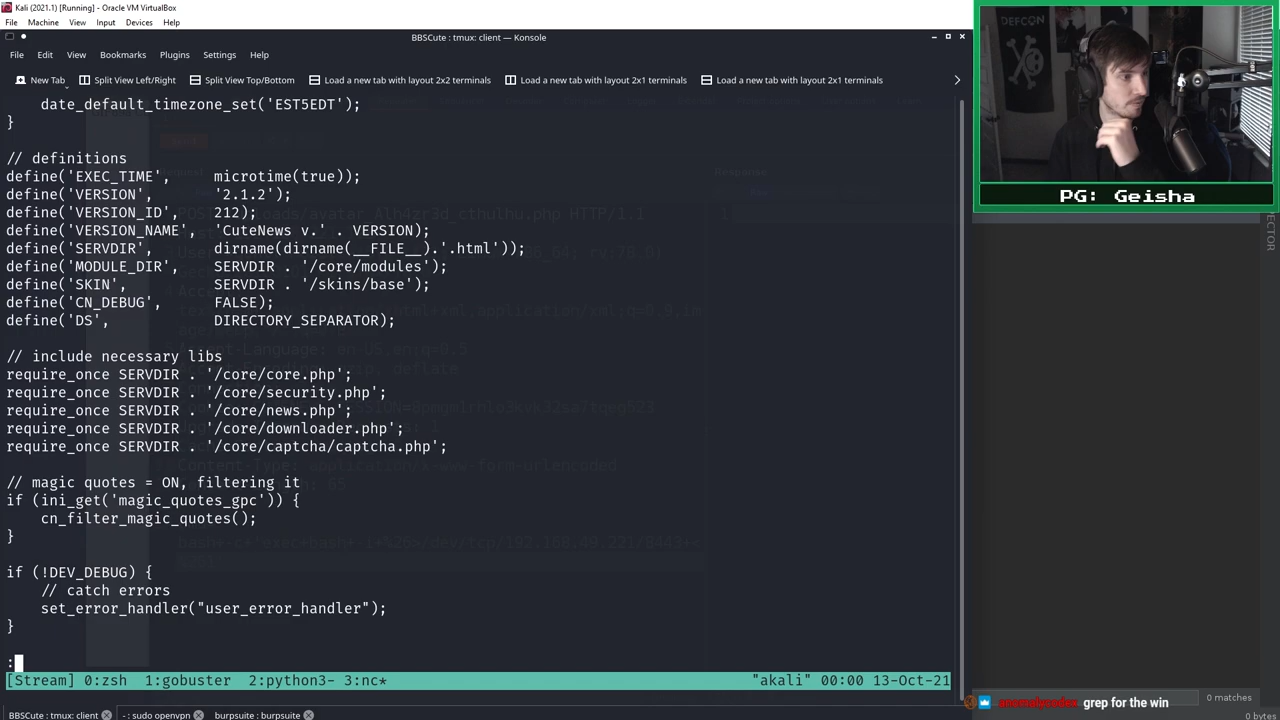 Kali (2021.1) [Running] - Oracle VM VirtualBox
File Machine View Input Devices Help
BBSCute : tmux: client — Konsole
File Edit View Bookmarks Plugins Settings Help
New Tab Split View Left/Right Split View Top/Bottom Load a new tab with layout 2x2 terminals Load a new tab with layout 2x1 terminals Load a new tab with layout 2x1 terminals
date_default_timezone_set('EST5EDT');
}
// definitions
define('EXEC_TIME', microtime(true));
define('VERSION', '2.1.2');
define('VERSION_ID', 212);
define('VERSION_NAME', 'CuteNews v.' . VERSION);
define('SERVDIR', dirname(dirname(__FILE__).'.html'));
define('MODULE_DIR', SERVDIR . '/core/modules');
define('SKIN', SERVDIR . '/skins/base');
define('CN_DEBUG', FALSE);
define('DS', DIRECTORY_SEPARATOR);
// include necessary libs
require_once SERVDIR . '/core/core.php';
require_once SERVDIR . '/core/security.php';
require_once SERVDIR . '/core/news.php';
require_once SERVDIR . '/core/downloader.php';
require_once SERVDIR . '/core/captcha/captcha.php';
// magic quotes = ON, filtering it
if (ini_get('magic_quotes_gpc')) {
cn_filter_magic_quotes();
}
if (!DEV_DEBUG) {
// catch errors
set_error_handler("user_error_handler");
}
:
[Stream] 0:zsh 1:gobuster 2:python3- 3:nc* "akali" 00:00 13-Oct-21
BBSCute : tmux: client - : sudo openvpn burpsuite : burpsuite
DEFCON
PG: Geisha
CTOR
0 matches
grep for the win
0 bytes